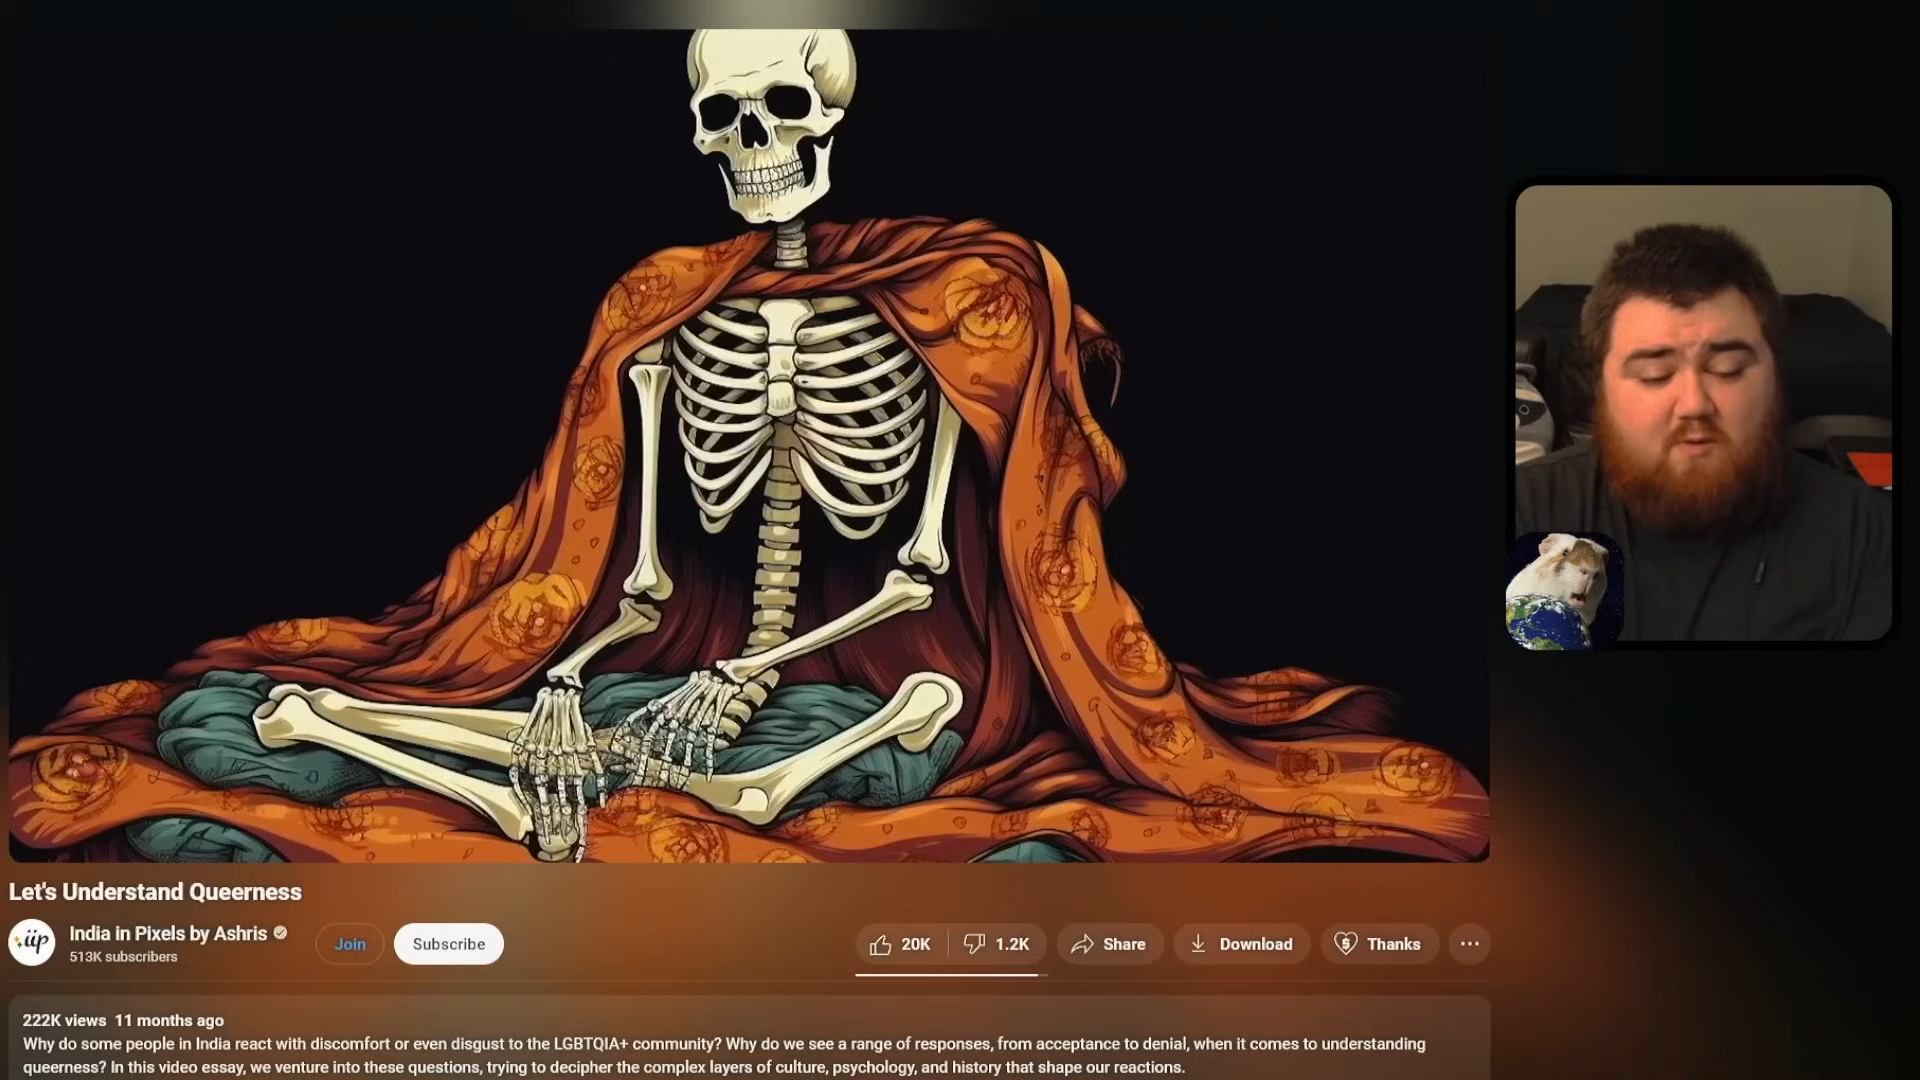 Let's Understand Queerness
iip
India in Pixels by Ashris
513K subscribers
Join
Subscribe
20K
1.2K
Share
Download
Thanks
222K views 11 months ago
Why do some people in India react with discomfort or even disgust to the LGBTQIA+ community? Why do we see a range of responses, from acceptance to denial, when it comes to understanding
queerness? In this video essay, we venture into these questions, trying to decipher the complex layers of culture, psychology, and history that shape our reactions.